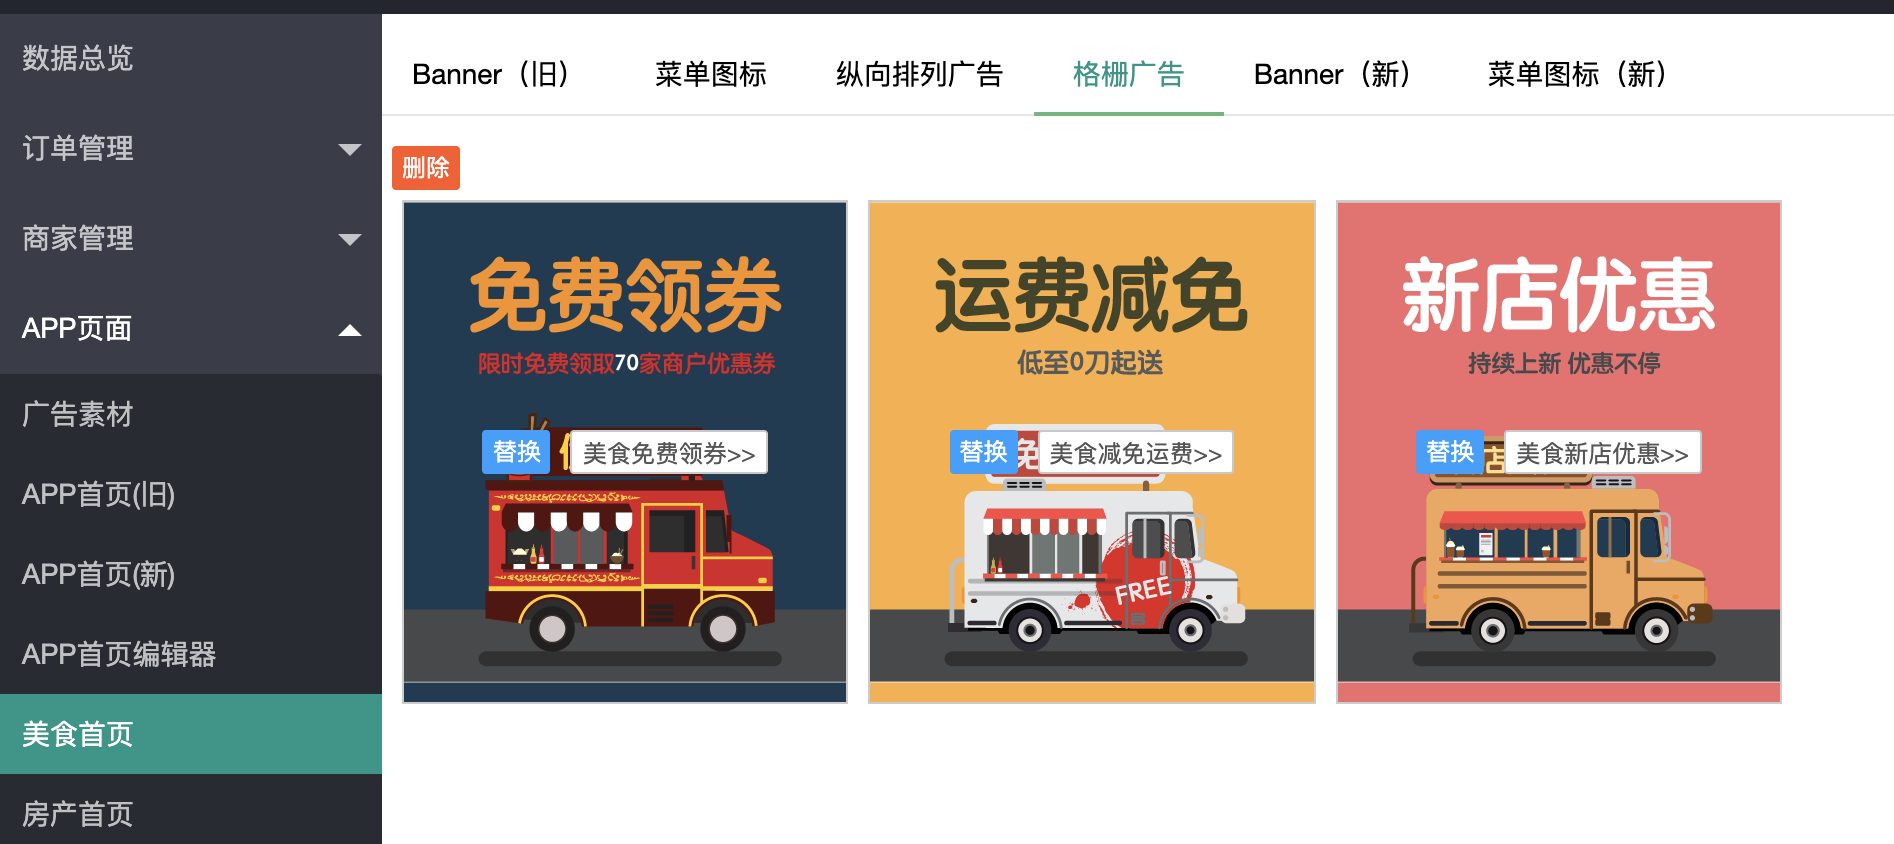 数据总览
订单管理
商家管理
APP页面
广告素材
APP首页(旧)
APP首页(新)
APP首页编辑器
美食首页
房产首页
Banner（旧） 菜单图标 纵向排列广告 格栅广告 Banner（新） 菜单图标（新）
删除
免费领券
限时免费领取70家商户优惠券
替换 美食免费领券>>
运费减免
低至0刀起送
替换 免 美食减免运费>>
FREE
新店优惠
持续上新 优惠不停
替换 店 美食新店优惠>>